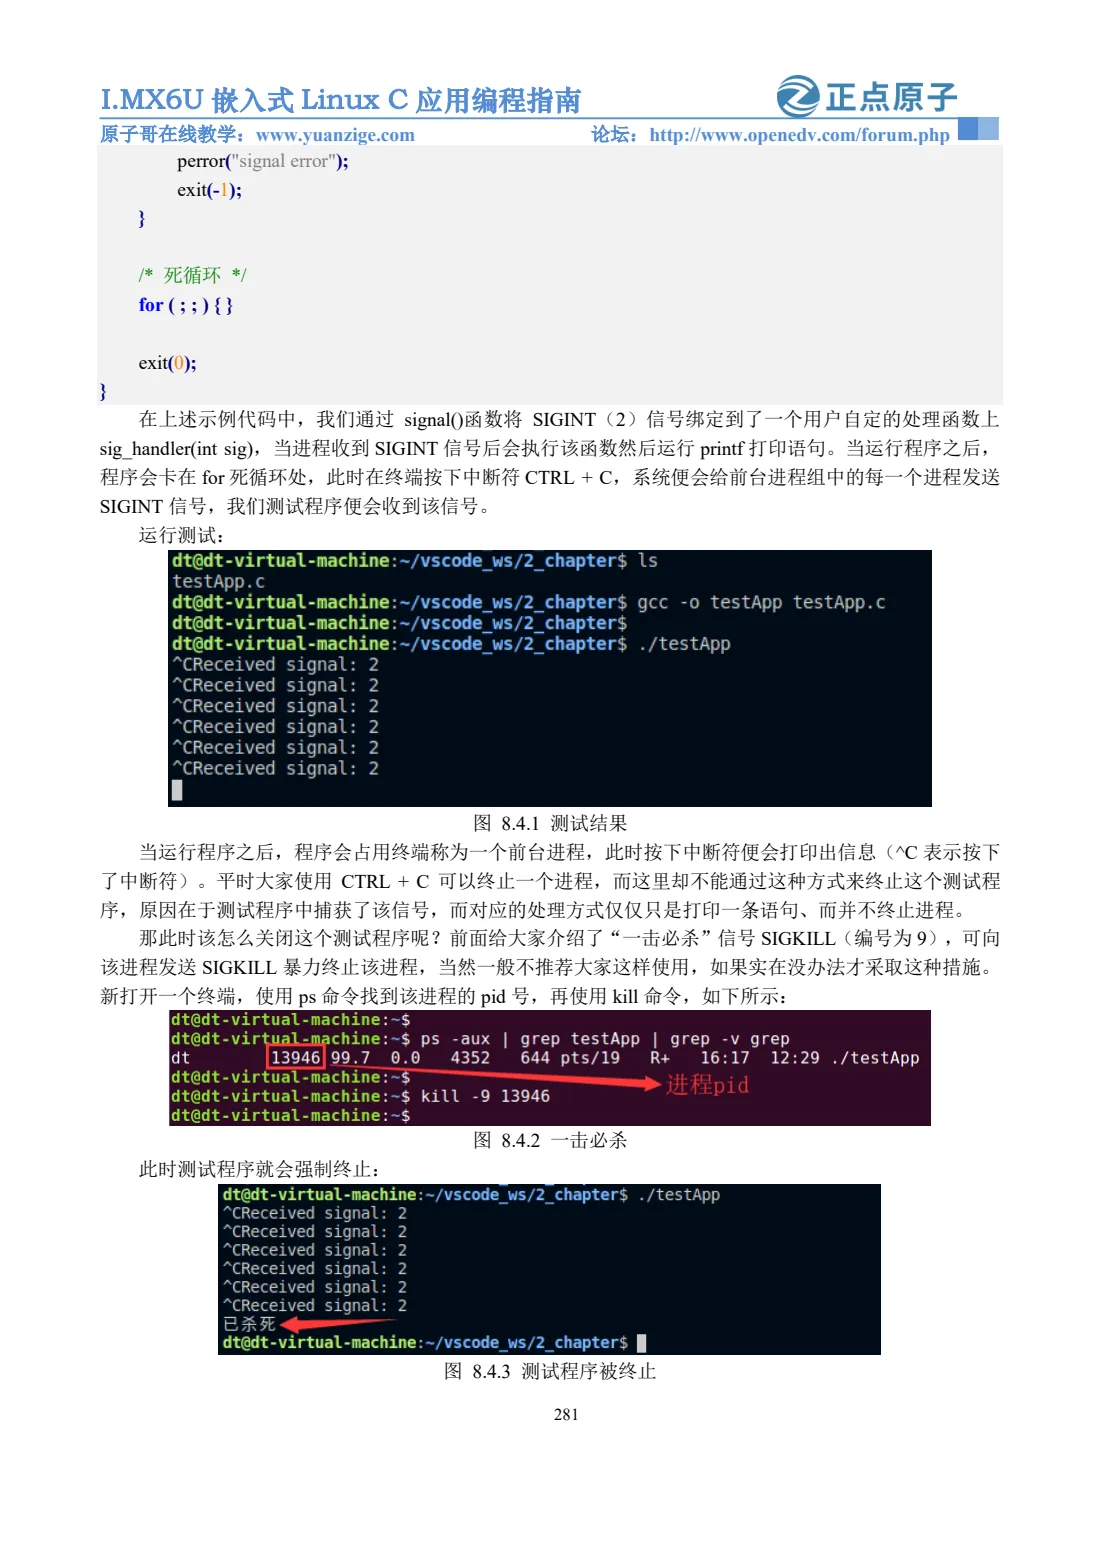 I.MX6U 嵌入式 Linux C 应用编程指南
正点原子
原子哥在线教学：www.yuanzige.com 论坛：http://www.openedv.com/forum.php
perror("signal error");
exit(-1);
}
/* 死循环 */
for ( ; ; ) { }
exit(0);
}
在上述示例代码中，我们通过 signal()函数将 SIGINT（2）信号绑定到了一个用户自定的处理函数上
sig_handler(int sig)，当进程收到 SIGINT 信号后会执行该函数然后运行 printf 打印语句。当运行程序之后，
程序会卡在 for 死循环处，此时在终端按下中断符 CTRL + C，系统便会给前台进程组中的每一个进程发送
SIGINT 信号，我们测试程序便会收到该信号。
运行测试：
dt@dt-virtual-machine:~/vscode_ws/2_chapter$ ls
testApp.c
dt@dt-virtual-machine:~/vscode_ws/2_chapter$ gcc -o testApp testApp.c
dt@dt-virtual-machine:~/vscode_ws/2_chapter$
dt@dt-virtual-machine:~/vscode_ws/2_chapter$ ./testApp
^CReceived signal: 2
^CReceived signal: 2
^CReceived signal: 2
^CReceived signal: 2
^CReceived signal: 2
^CReceived signal: 2
图 8.4.1 测试结果
当运行程序之后，程序会占用终端称为一个前台进程，此时按下中断符便会打印出信息（^C 表示按下
了中断符）。平时大家使用 CTRL + C 可以终止一个进程，而这里却不能通过这种方式来终止这个测试程
序，原因在于测试程序中捕获了该信号，而对应的处理方式仅仅只是打印一条语句、而并不终止进程。
那此时该怎么关闭这个测试程序呢？前面给大家介绍了“一击必杀”信号 SIGKILL（编号为 9），可向
该进程发送 SIGKILL 暴力终止该进程，当然一般不推荐大家这样使用，如果实在没办法才采取这种措施。
新打开一个终端，使用 ps 命令找到该进程的 pid 号，再使用 kill 命令，如下所示：
dt@dt-virtual-machine:~$
dt@dt-virtual-machine:~$ ps -aux | grep testApp | grep -v grep
dt 13946 99.7 0.0 4352 644 pts/19 R+ 16:17 12:29 ./testApp
dt@dt-virtual-machine:~$
进程pid
dt@dt-virtual-machine:~$ kill -9 13946
dt@dt-virtual-machine:~$
图 8.4.2 一击必杀
此时测试程序就会强制终止：
dt@dt-virtual-machine:~/vscode_ws/2_chapter$ ./testApp
^CReceived signal: 2
^CReceived signal: 2
^CReceived signal: 2
^CReceived signal: 2
^CReceived signal: 2
^CReceived signal: 2
已杀死
dt@dt-virtual-machine:~/vscode_ws/2_chapter$
图 8.4.3 测试程序被终止
281